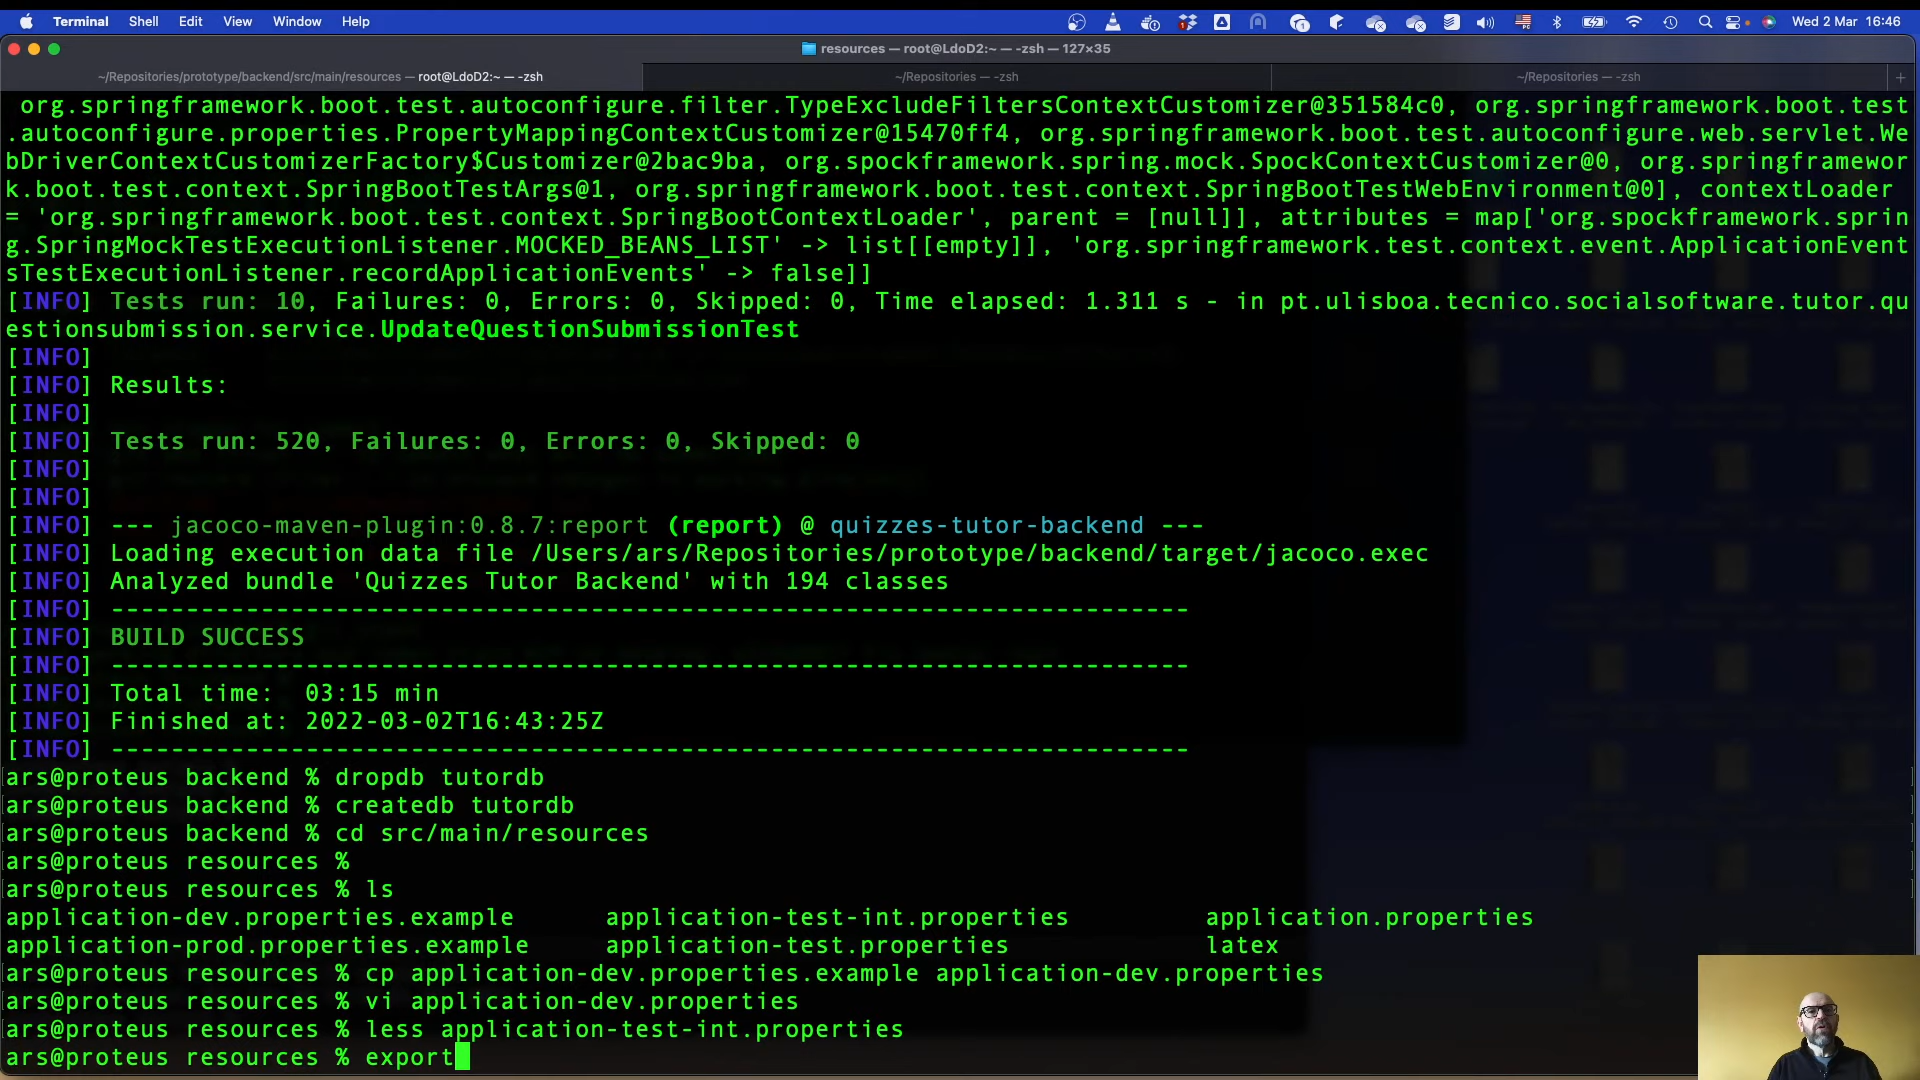 Terminal Shell Edit View Window Help Wed 2 Mar 16:46
resources — root@LdoD2:~ — -zsh — 127×35
~/Repositories/prototype/backend/src/main/resources — root@LdoD2:~ — -zsh ~/Repositories — -zsh ~/Repositories — -zsh +
org.springframework.boot.test.autoconfigure.filter.TypeExcludeFiltersContextCustomizer@351584c0, org.springframework.boot.test
.autoconfigure.properties.PropertyMappingContextCustomizer@15470ff4, org.springframework.boot.test.autoconfigure.web.servlet.We
bDriverContextCustomizerFactory$Customizer@2bac9ba, org.spockframework.spring.mock.SpockContextCustomizer@0, org.springframewor
k.boot.test.context.SpringBootTestArgs@1, org.springframework.boot.test.context.SpringBootTestWebEnvironment@0], contextLoader
= 'org.springframework.boot.test.context.SpringBootContextLoader', parent = [null]], attributes = map['org.spockframework.sprin
g.SpringMockTestExecutionListener.MOCKED_BEANS_LIST' -> list[[empty]], 'org.springframework.test.context.event.ApplicationEvent
sTestExecutionListener.recordApplicationEvents' -> false]]
[INFO] Tests run: 10, Failures: 0, Errors: 0, Skipped: 0, Time elapsed: 1.311 s - in pt.ulisboa.tecnico.socialsoftware.tutor.qu
estionsubmission.service.UpdateQuestionSubmissionTest
[INFO]
[INFO] Results:
[INFO]
[INFO] Tests run: 520, Failures: 0, Errors: 0, Skipped: 0
[INFO]
[INFO]
[INFO] --- jacoco-maven-plugin:0.8.7:report (report) @ quizzes-tutor-backend ---
[INFO] Loading execution data file /Users/ars/Repositories/prototype/backend/target/jacoco.exec
[INFO] Analyzed bundle 'Quizzes Tutor Backend' with 194 classes
[INFO] ------------------------------------------------------------------------
[INFO] BUILD SUCCESS
[INFO] ------------------------------------------------------------------------
[INFO] Total time:  03:15 min
[INFO] Finished at: 2022-03-02T16:43:25Z
[INFO] ------------------------------------------------------------------------
ars@proteus backend % dropdb tutordb
ars@proteus backend % createdb tutordb
ars@proteus backend % cd src/main/resources
ars@proteus resources %
ars@proteus resources % ls
application-dev.properties.example application-test-int.properties application.properties
application-prod.properties.example application-test.properties latex
ars@proteus resources % cp application-dev.properties.example application-dev.properties
ars@proteus resources % vi application-dev.properties
ars@proteus resources % less application-test-int.properties
ars@proteus resources % export